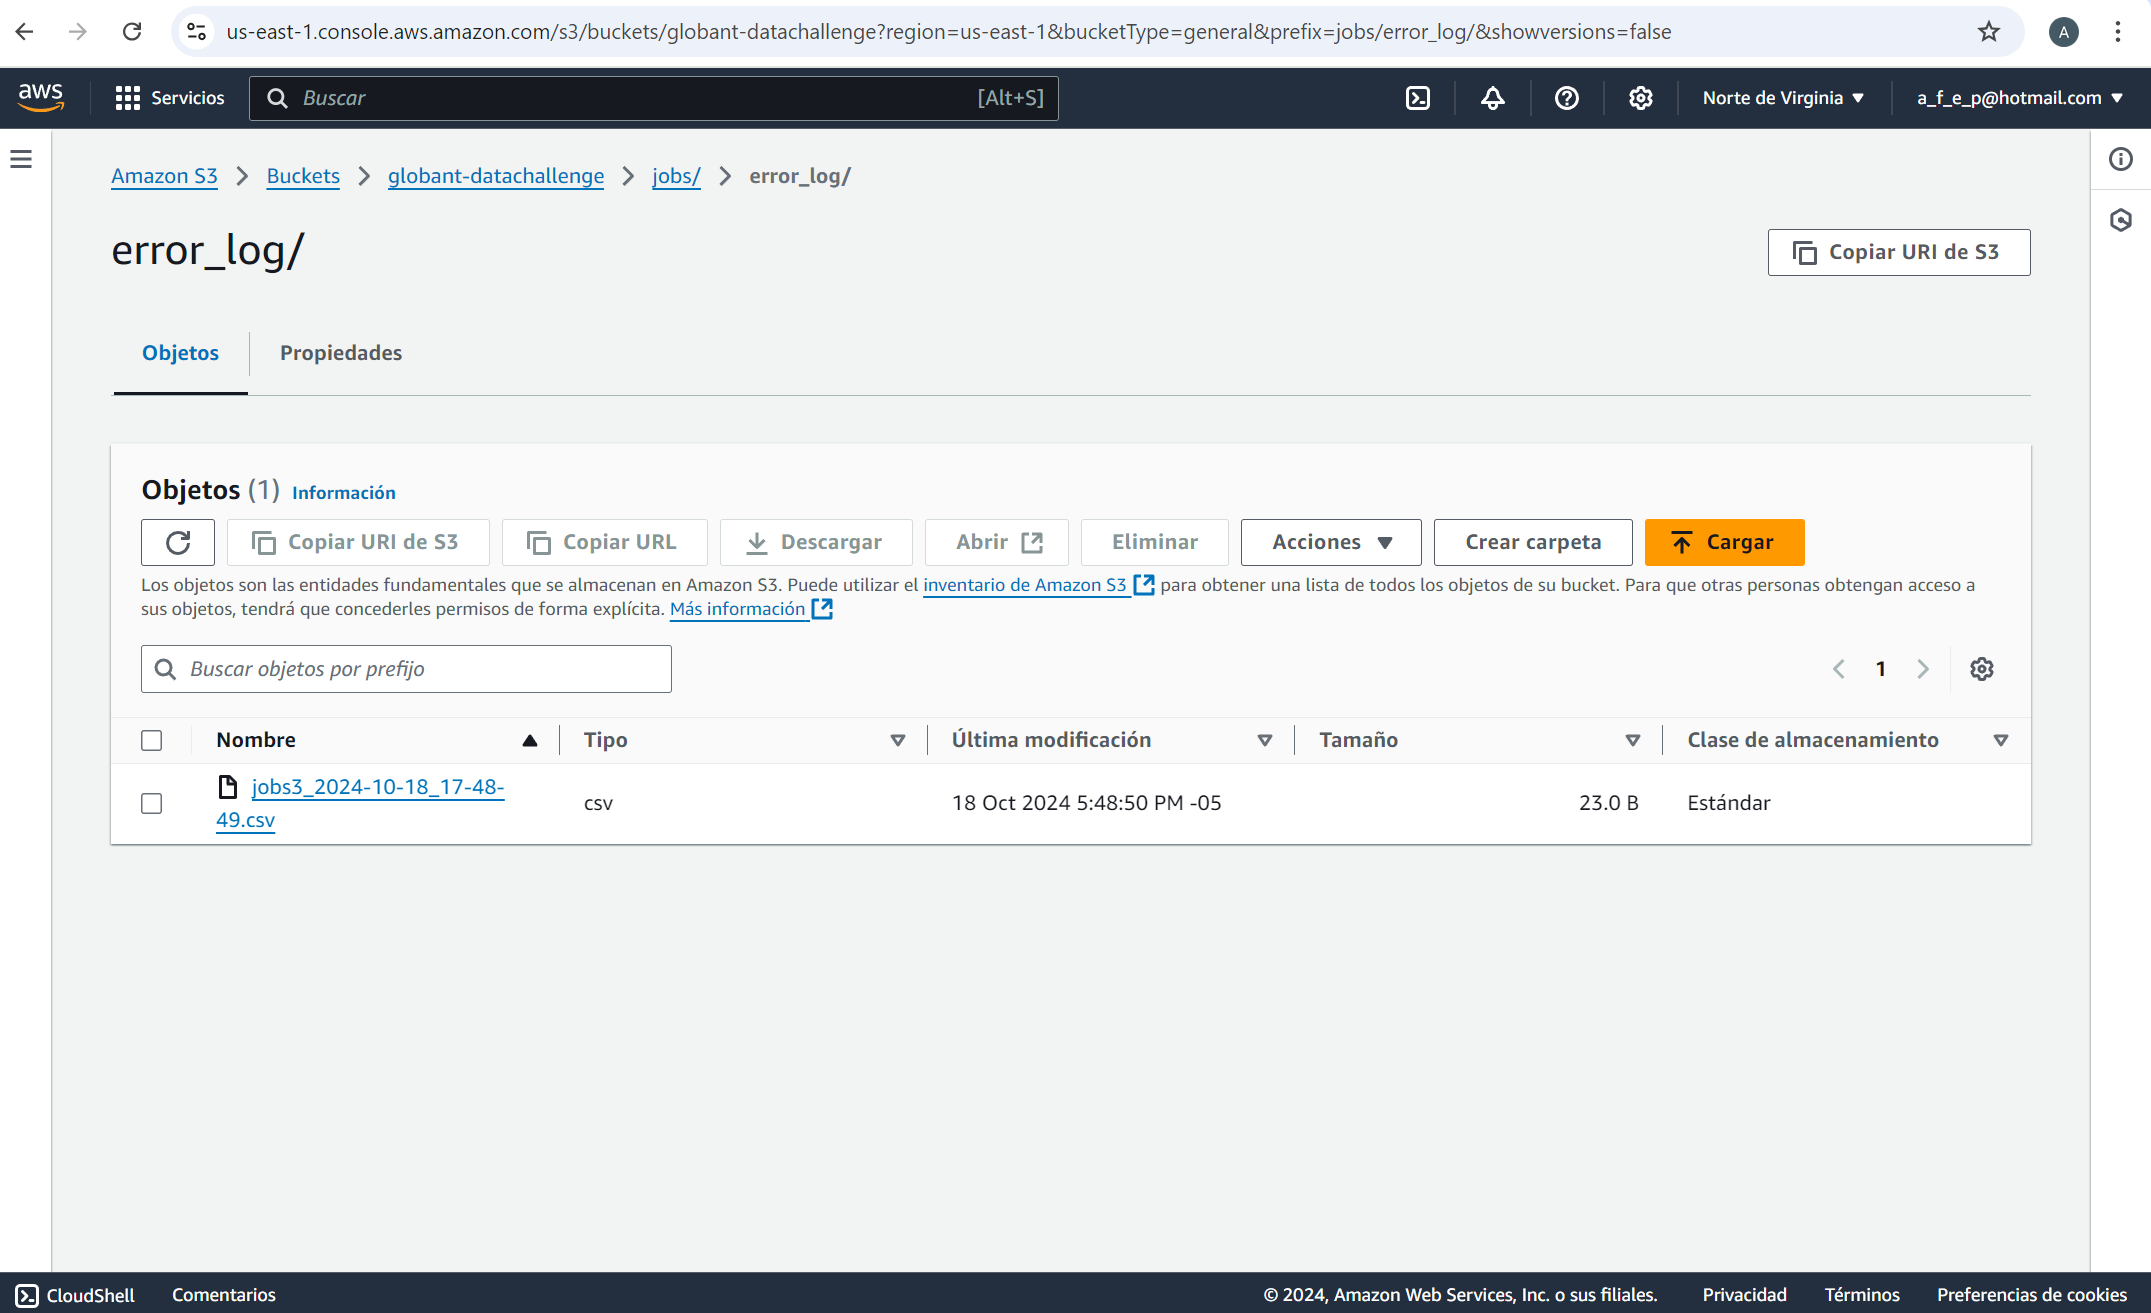 us-east-1.console.aws.amazon.com/s3/buckets/globant-datachallenge?region=us-east-1&bucketType=general&prefix=jobs/error_log/&showversions=false
A
aws
Servicios
Buscar
[Alt+S]
Norte de Virginia
a_f_e_p@hotmail.com
Amazon S3 > Buckets > globant-datachallenge > jobs/ > error_log/
error_log/
Copiar URI de S3
Objetos
Propiedades
Objetos (1) Información
Copiar URI de S3
Copiar URL
Descargar
Abrir
Eliminar
Acciones
Crear carpeta
Cargar
Los objetos son las entidades fundamentales que se almacenan en Amazon S3. Puede utilizar el inventario de Amazon S3 para obtener una lista de todos los objetos de su bucket. Para que otras personas obtengan acceso a
sus objetos, tendrá que concederles permisos de forma explícita. Más información
Buscar objetos por prefijo
1
Nombre
Tipo
Última modificación
Tamaño
Clase de almacenamiento
jobs3_2024-10-18_17-48-
49.csv
csv
18 Oct 2024 5:48:50 PM -05
23.0 B
Estándar
CloudShell
Comentarios
© 2024, Amazon Web Services, Inc. o sus filiales.
Privacidad
Términos
Preferencias de cookies